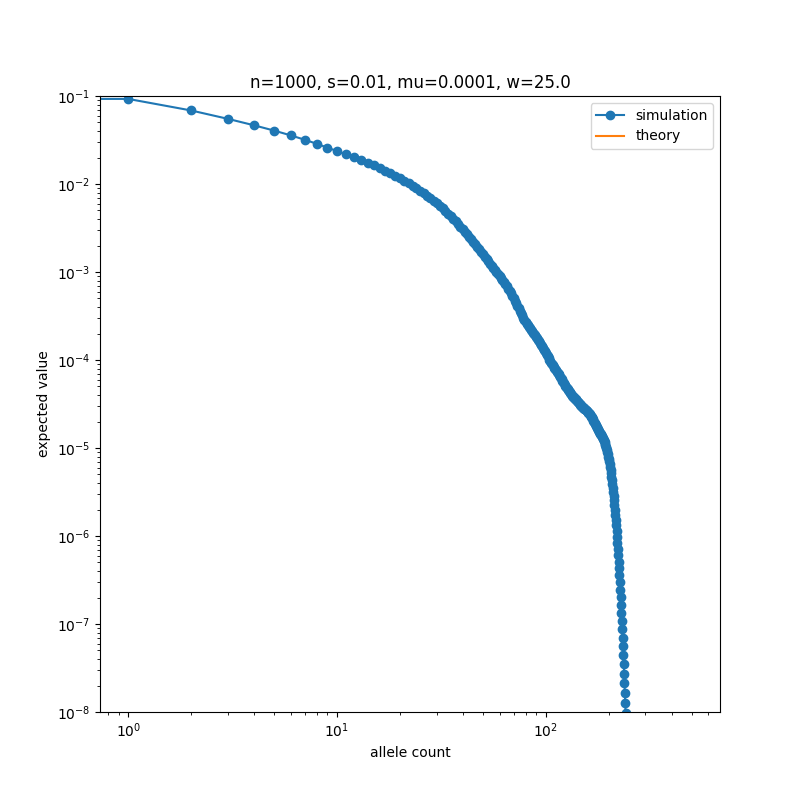 n=1000, s=0.01, mu=0.0001, w=25.0
simulation
theory
expected value
10⁻¹
10⁻²
10⁻³
10⁻⁴
10⁻⁵
10⁻⁶
10⁻⁷
10⁻⁸
10⁰ 10¹ 10²
allele count